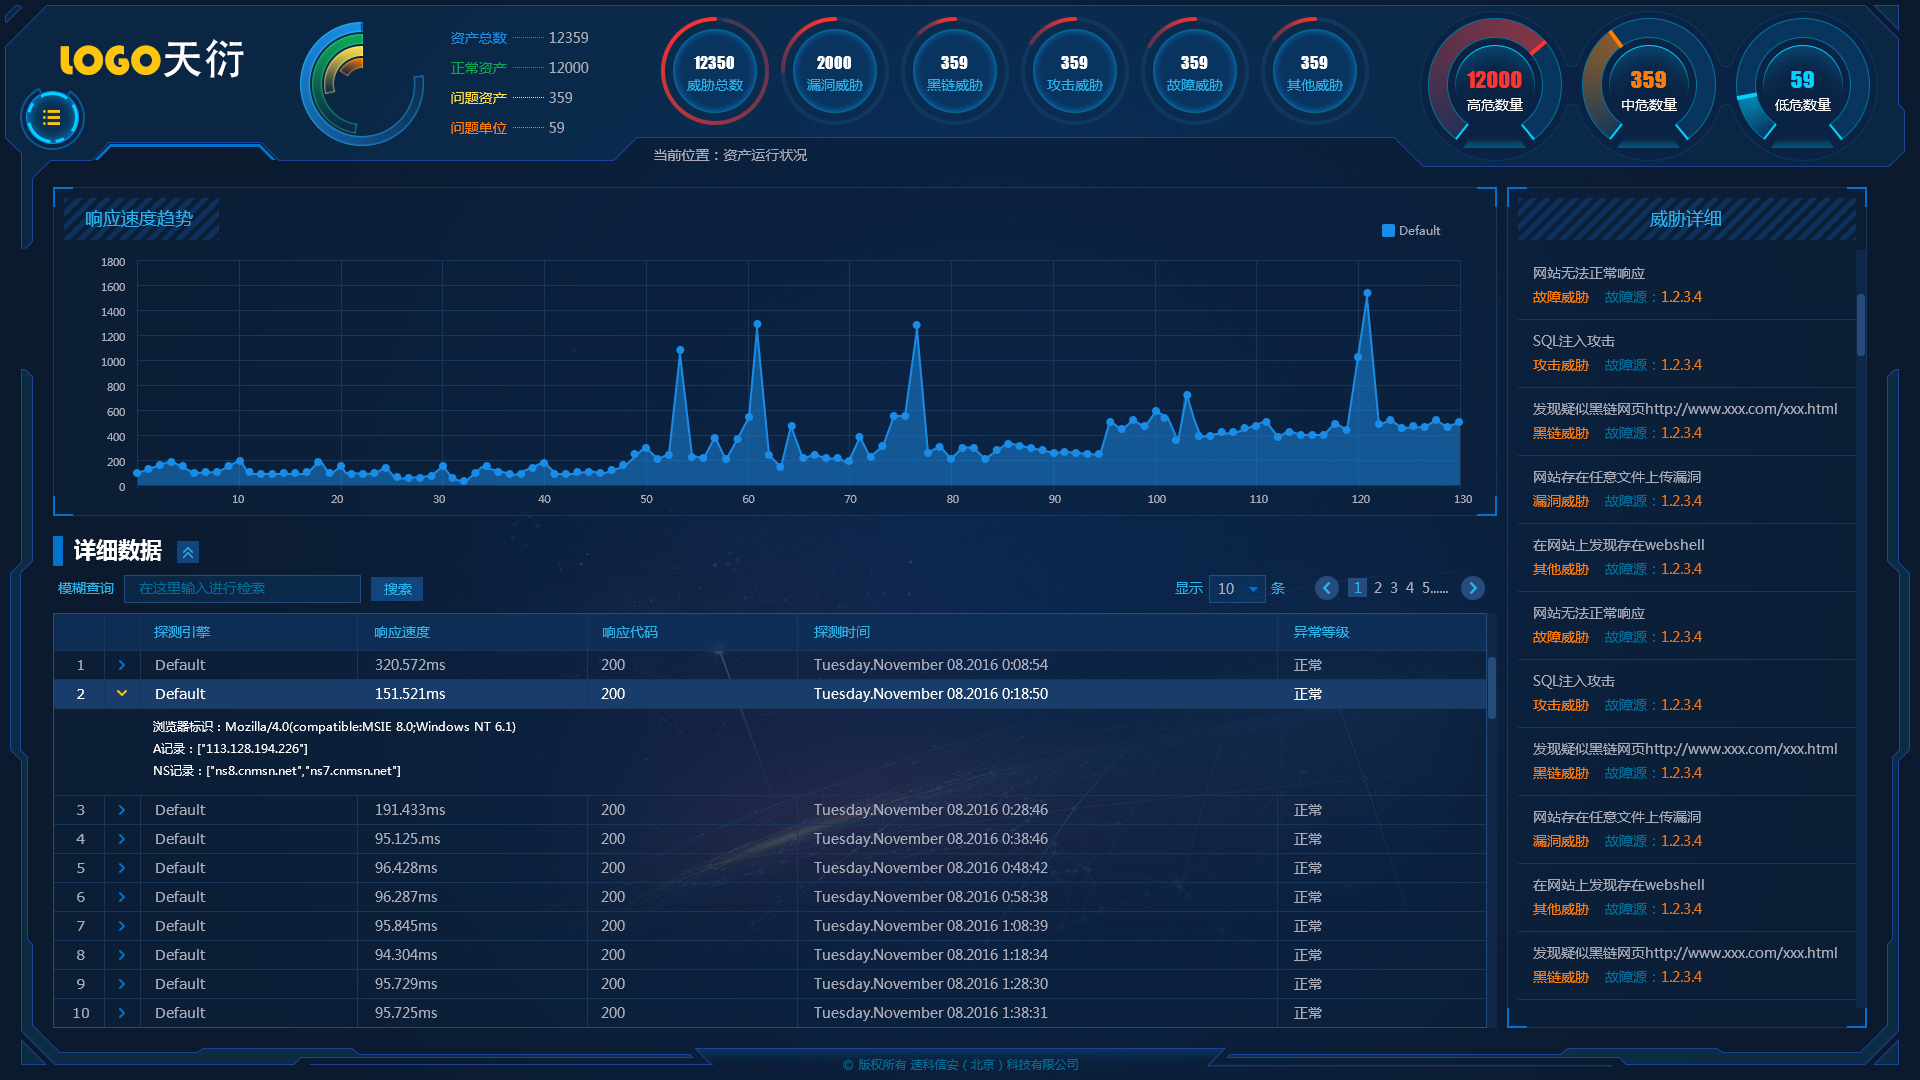 LOGO天衍
资产总数 12359
正常资产 12000
问题资产 359
问题单位 59
12350
威胁总数
2000
漏洞威胁
359
黑链威胁
359
攻击威胁
359
故障威胁
359
其他威胁
12000
高危数量
359
中危数量
59
低危数量
当前位置：资产运行状况
响应速度趋势
Default
1800
1600
1400
1200
1000
800
600
400
200
0
10 20 30 40 50 60 70 80 90 100 110 120 130
详细数据
模糊查询 在这里输入进行检索 搜索
显示 10 条 1 2 3 4 5......
探测引擎 响应速度 响应代码 探测时间 异常等级
1 Default 320.572ms 200 Tuesday.November 08.2016 0:08:54 正常
2 Default 151.521ms 200 Tuesday.November 08.2016 0:18:50 正常
浏览器标识：Mozilla/4.0(compatible:MSIE 8.0;Windows NT 6.1)
A记录：["113.128.194.226"]
NS记录：["ns8.cnmsn.net","ns7.cnmsn.net"]
3 Default 191.433ms 200 Tuesday.November 08.2016 0:28:46 正常
4 Default 95.125.ms 200 Tuesday.November 08.2016 0:38:46 正常
5 Default 96.428ms 200 Tuesday.November 08.2016 0:48:42 正常
6 Default 96.287ms 200 Tuesday.November 08.2016 0:58:38 正常
7 Default 95.845ms 200 Tuesday.November 08.2016 1:08:39 正常
8 Default 94.304ms 200 Tuesday.November 08.2016 1:18:34 正常
9 Default 95.729ms 200 Tuesday.November 08.2016 1:28:30 正常
10 Default 95.725ms 200 Tuesday.November 08.2016 1:38:31 正常
威胁详细
网站无法正常响应
故障威胁 故障源：1.2.3.4
SQL注入攻击
攻击威胁 故障源：1.2.3.4
发现疑似黑链网页http://www.xxx.com/xxx.html
黑链威胁 故障源：1.2.3.4
网站存在任意文件上传漏洞
漏洞威胁 故障源：1.2.3.4
在网站上发现存在webshell
其他威胁 故障源：1.2.3.4
网站无法正常响应
故障威胁 故障源：1.2.3.4
SQL注入攻击
攻击威胁 故障源：1.2.3.4
发现疑似黑链网页http://www.xxx.com/xxx.html
黑链威胁 故障源：1.2.3.4
网站存在任意文件上传漏洞
漏洞威胁 故障源：1.2.3.4
在网站上发现存在webshell
其他威胁 故障源：1.2.3.4
发现疑似黑链网页http://www.xxx.com/xxx.html
黑链威胁 故障源：1.2.3.4
© 版权所有 速科信安（北京）科技有限公司